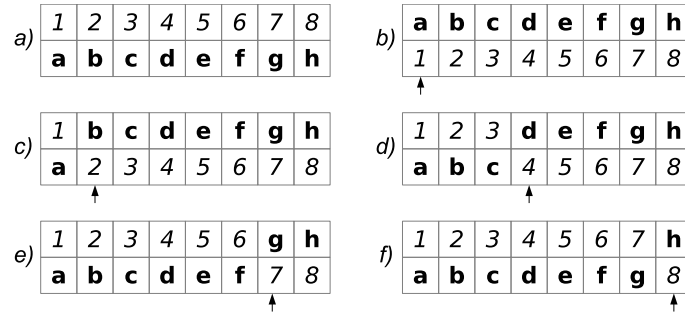 a) 1 2 3 4 5 6 7 8
a b c d e f g h
b) a b c d e f g h
1 2 3 4 5 6 7 8
c) 1 b c d e f g h
a 2 3 4 5 6 7 8
d) 1 2 3 d e f g h
a b c 4 5 6 7 8
e) 1 2 3 4 5 6 g h
a b c d e f 7 8
f) 1 2 3 4 5 6 7 h
a b c d e f g 8